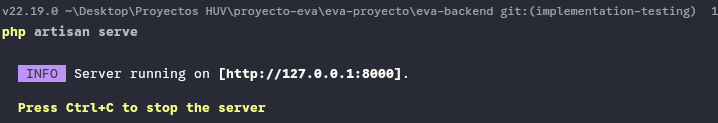 v22.19.0 ~\Desktop\Proyectos HUV\proyecto-eva\eva-proyecto\eva-backend git:(implementation-testing) 1
php artisan serve
INFO Server running on [http://127.0.0.1:8000].
Press Ctrl+C to stop the server